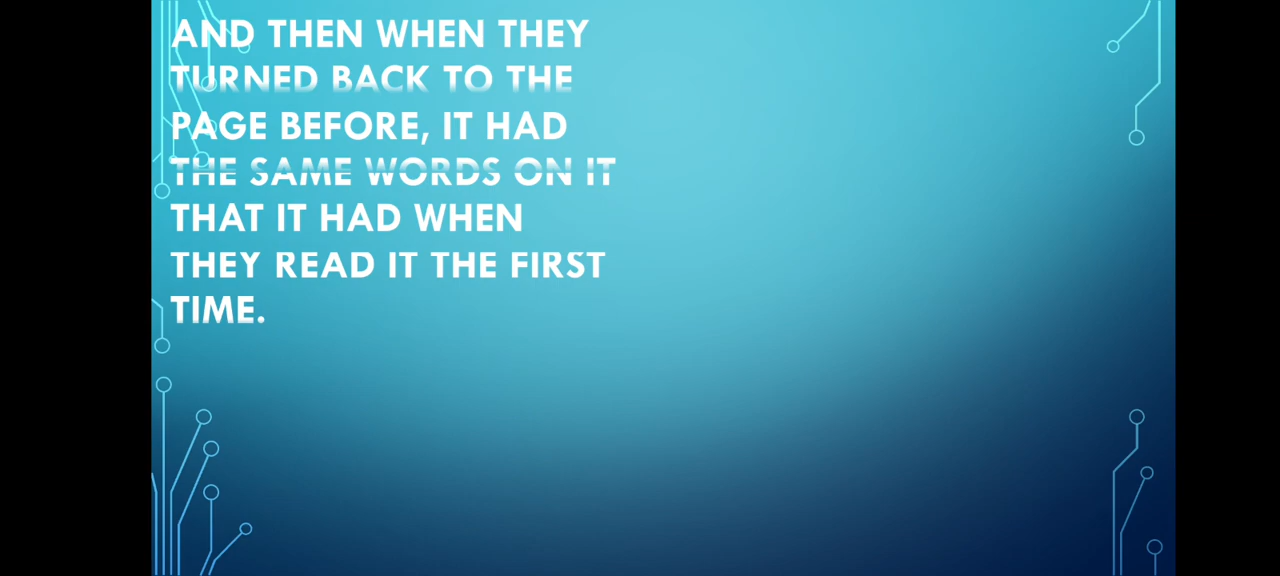 AND THEN WHEN THEY
TURNED BACK TO THE
PAGE BEFORE, IT HAD
THE SAME WORDS ON IT
THAT IT HAD WHEN
THEY READ IT THE FIRST
TIME.